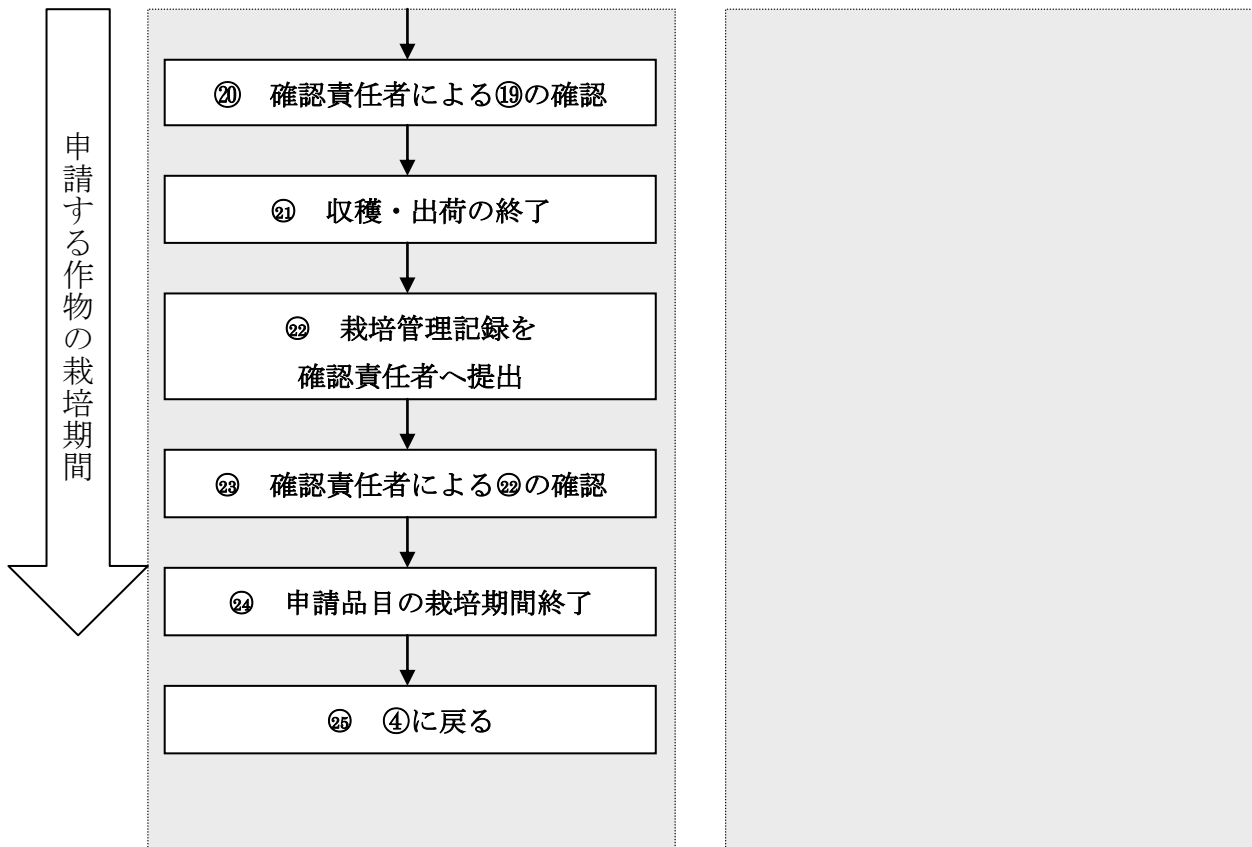 申請する作物の栽培期間
⑳　確認責任者による⑲の確認
㉑　収穫・出荷の終了
㉒　栽培管理記録を
確認責任者へ提出
㉓　確認責任者による㉒の確認
㉔　申請品目の栽培期間終了
㉕　④に戻る